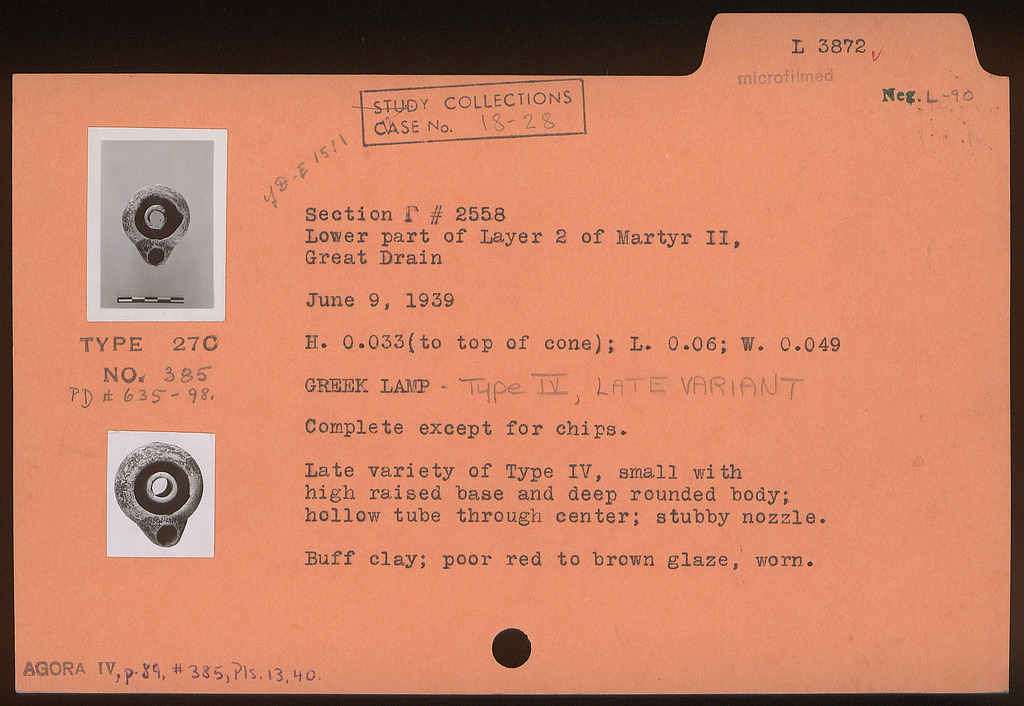 L 3872
microfilmed
Neg. L-90
STUDY COLLECTIONS
CASE No. 18-28
Section Γ # 2558
Lower part of Layer 2 of Martyr II,
Great Drain
June 9, 1939
H. 0.033(to top of cone); L. 0.06; W. 0.049
TYPE 27C
NO. 385
PD # 635-98.
GREEK LAMP - Type IV, LATE VARIANT
Complete except for chips.
Late variety of Type IV, small with
high raised base and deep rounded body;
hollow tube through center; stubby nozzle.
Buff clay; poor red to brown glaze, worn.
AGORA IV, p. 89, #385, Pls. 13, 40.